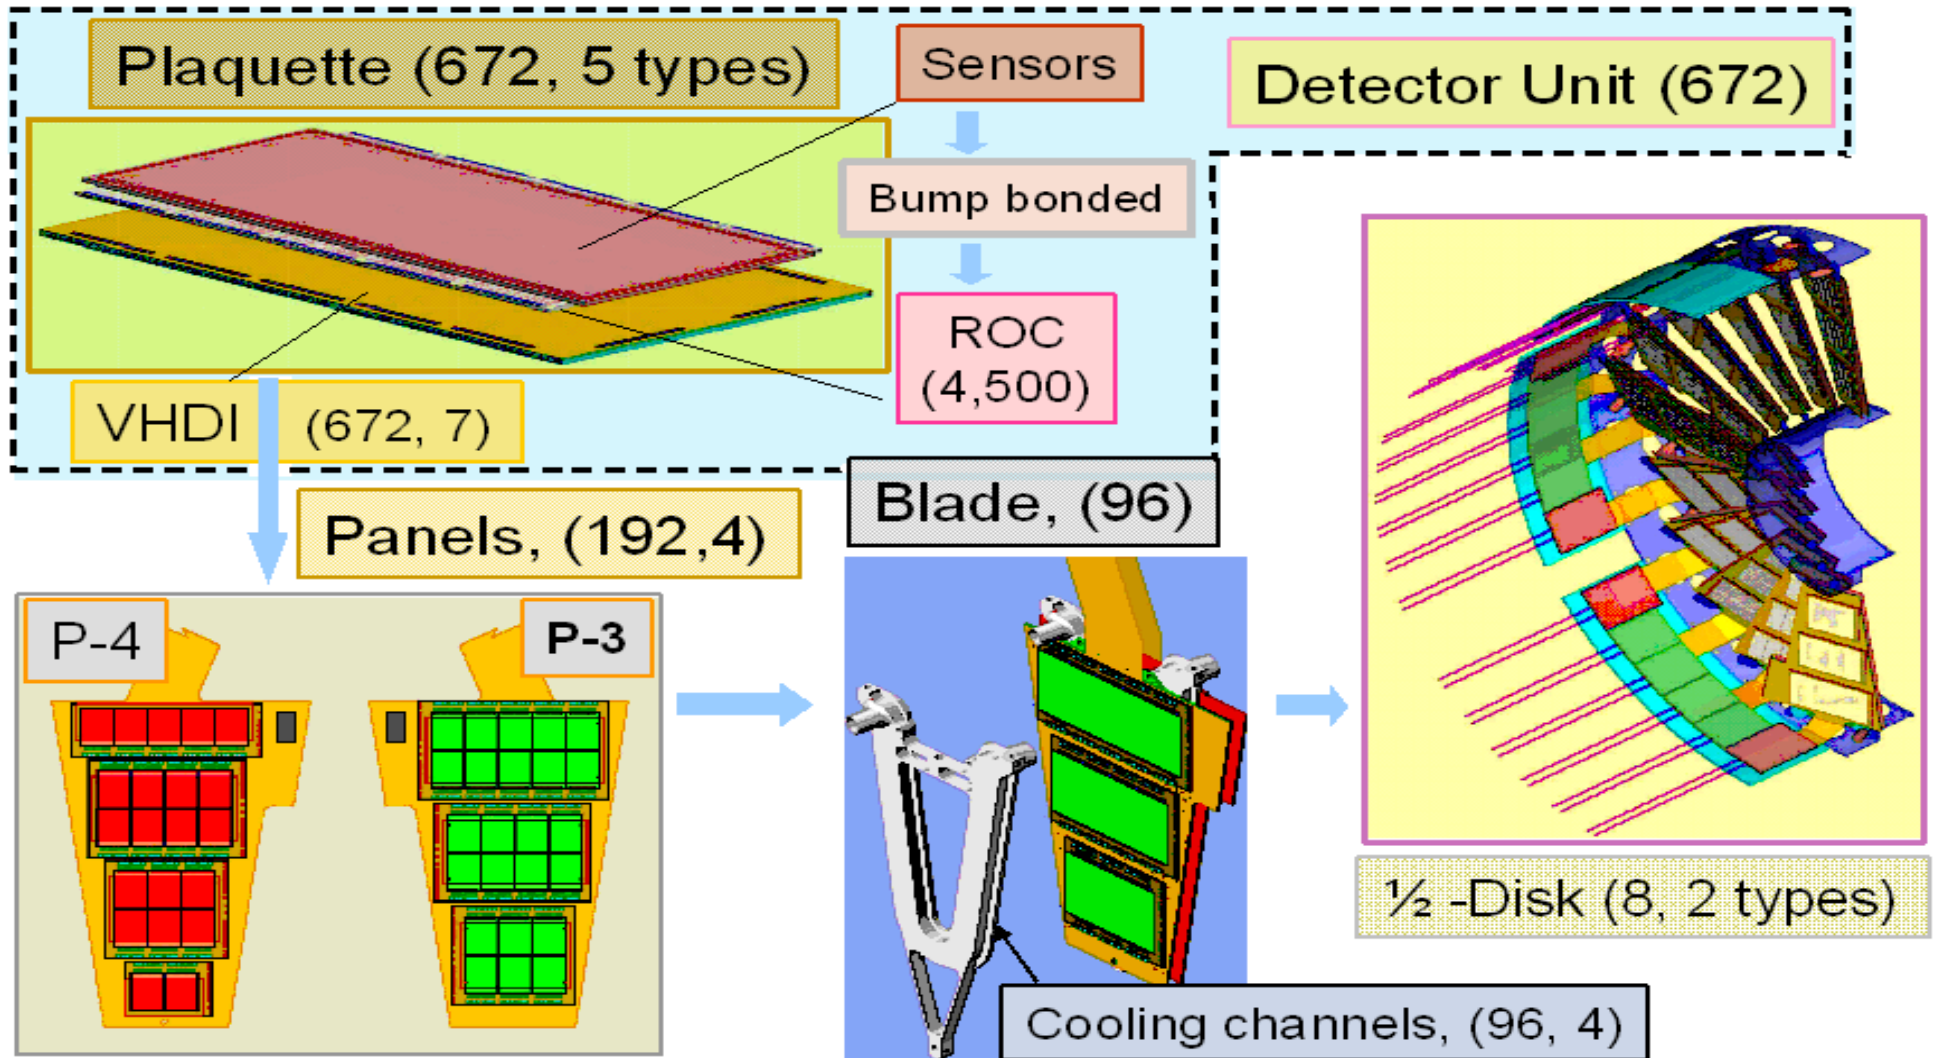 Plaquette (672, 5 types)
Sensors
Detector Unit (672)
Bump bonded
ROC
(4,500)
VHDI (672, 7)
Panels, (192,4)
Blade, (96)
P-4
P-3
½ -Disk (8, 2 types)
Cooling channels, (96, 4)